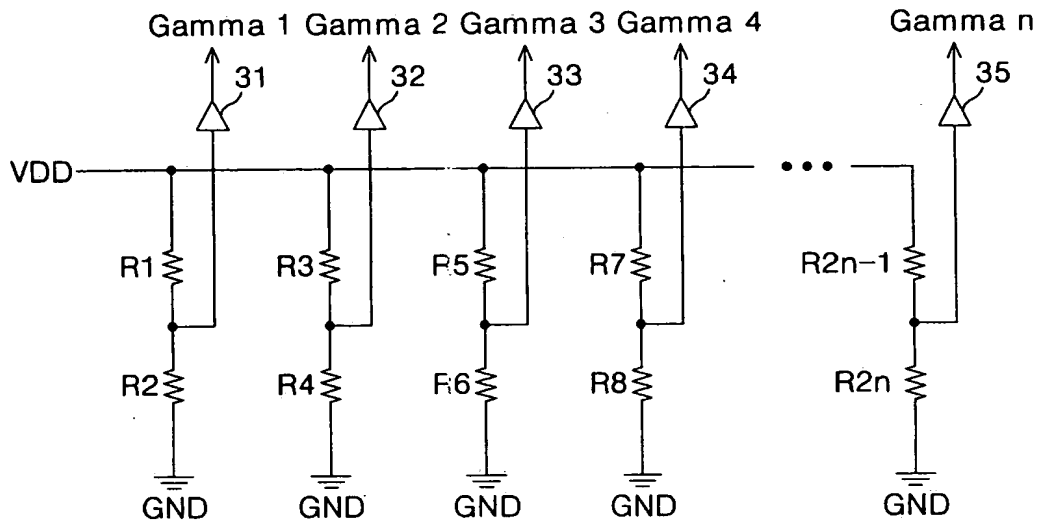 Gamma 1 Gamma 2 Gamma 3 Gamma 4 Gamma n
31 32 33 34 35
VDD
R1 R3 R5 R7 R2n-1
R2 R4 R6 R8 R2n
GND GND GND GND GND